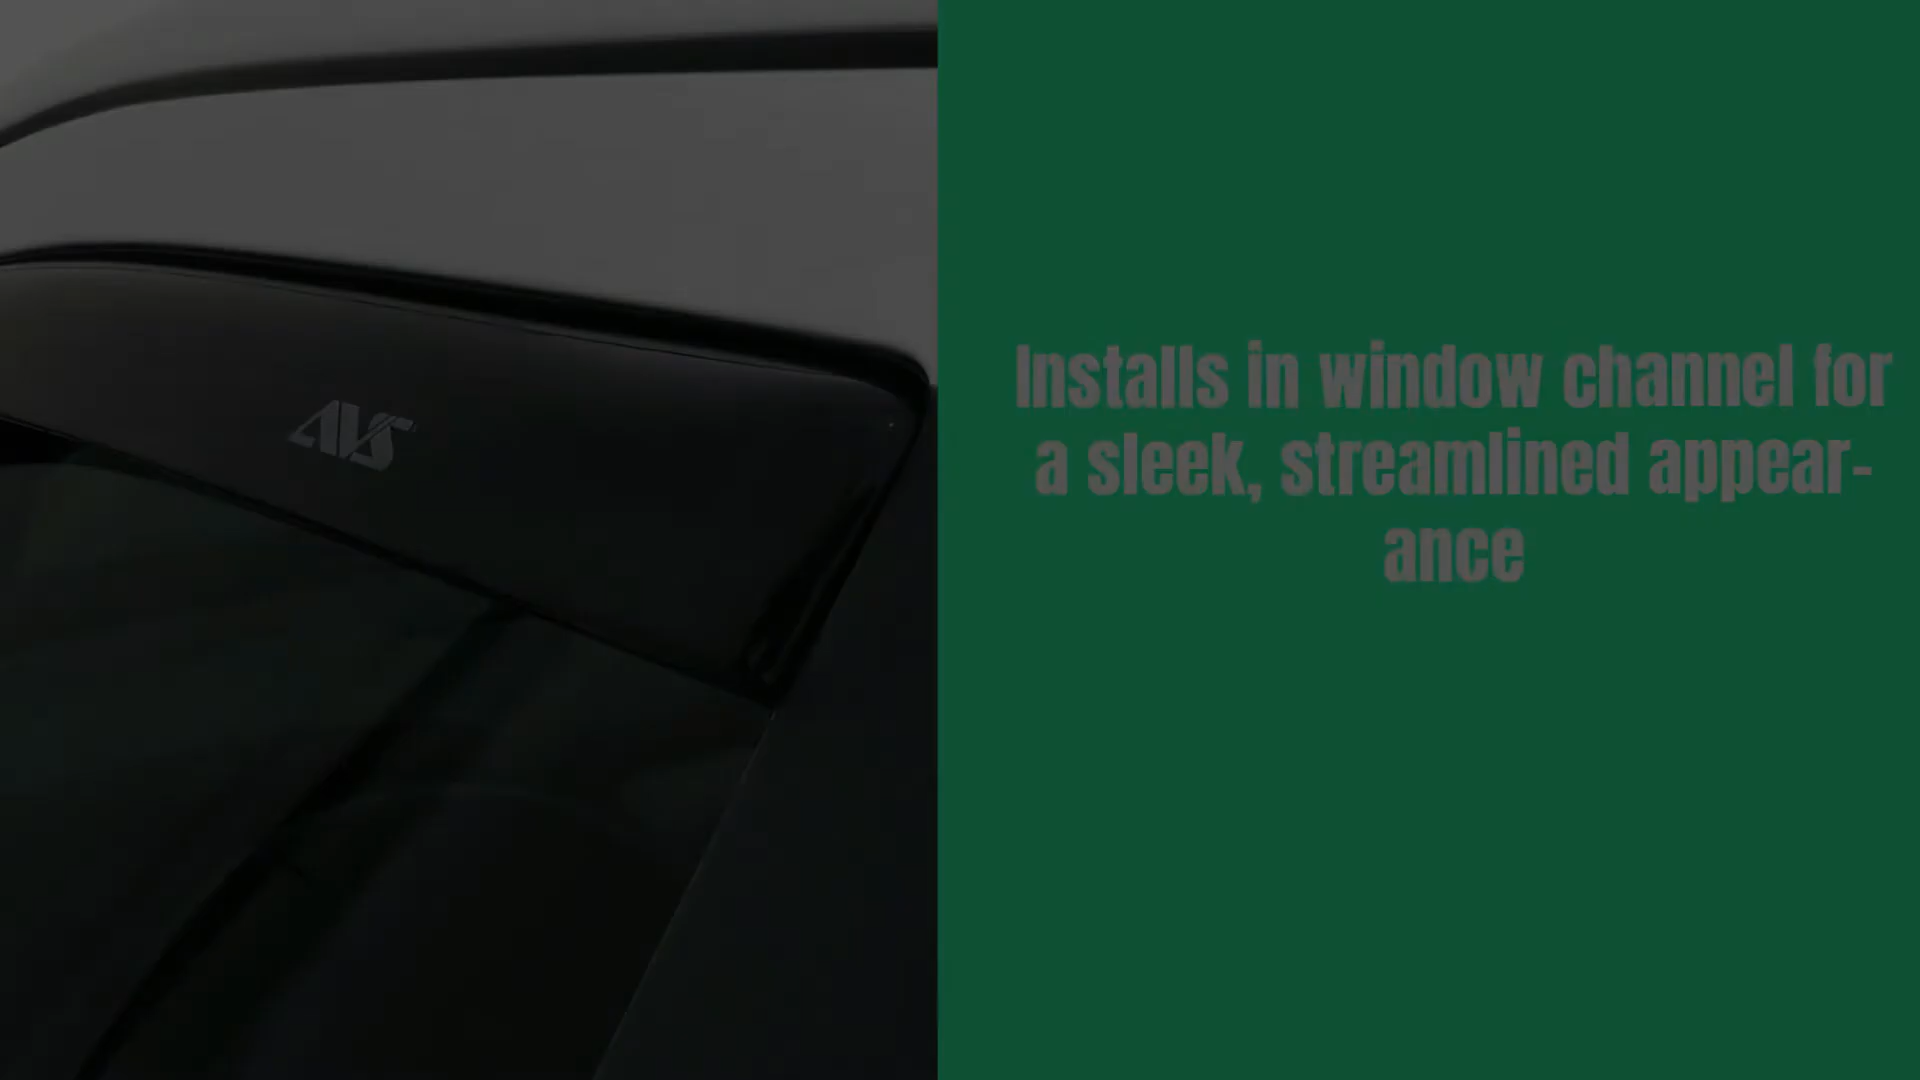 AVS
Installs in window channel for
a sleek, streamlined appear-
ance